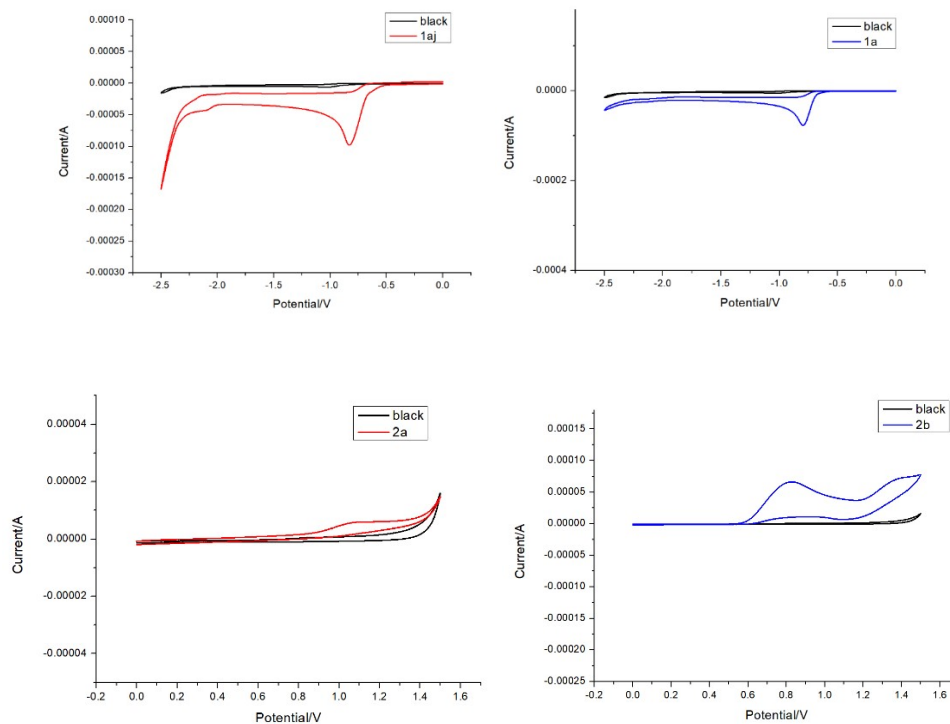 black
1aj
0.00010
0.00005
0.00000
-0.00005
-0.00010
-0.00015
-0.00020
-0.00025
-0.00030
Current/A
-2.5 -2.0 -1.5 -1.0 -0.5 0.0
Potential/V
black
1a
0.0000
-0.0002
-0.0004
Current/A
-2.5 -2.0 -1.5 -1.0 -0.5 0.0
Potential/V
black
2a
0.00004
0.00002
0.00000
-0.00002
-0.00004
Current/A
-0.2 0.0 0.2 0.4 0.6 0.8 1.0 1.2 1.4 1.6
Potential/V
black
2b
0.00015
0.00010
0.00005
0.00000
-0.00005
-0.00010
-0.00015
-0.00020
-0.00025
Current/A
-0.2 0.0 0.2 0.4 0.6 0.8 1.0 1.2 1.4 1.6
Potential/V